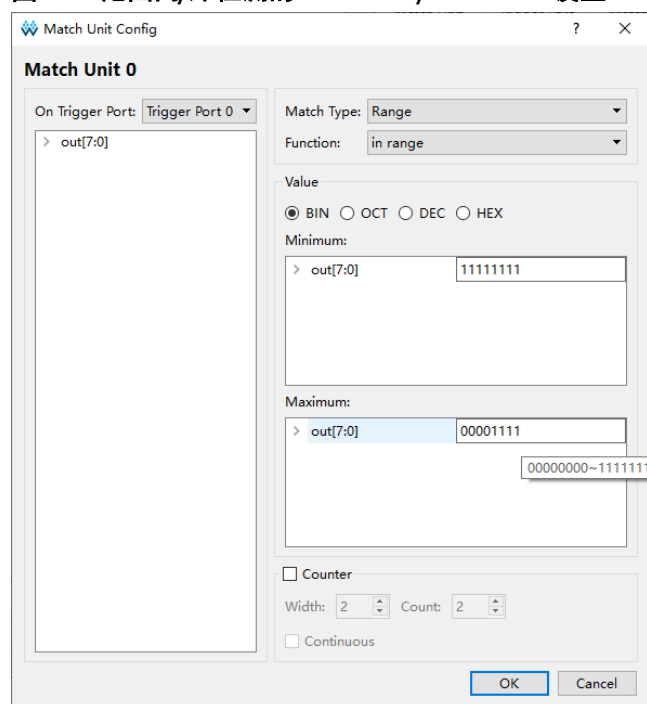 Match Unit Config
Match Unit 0
On Trigger Port: Trigger Port 0
out[7:0]
Match Type: Range
Function: in range
Value
BIN OCT DEC HEX
Minimum:
out[7:0] 11111111
Maximum:
out[7:0] 00001111
Counter
Width: 2 Count: 2
Continuous
OK Cancel